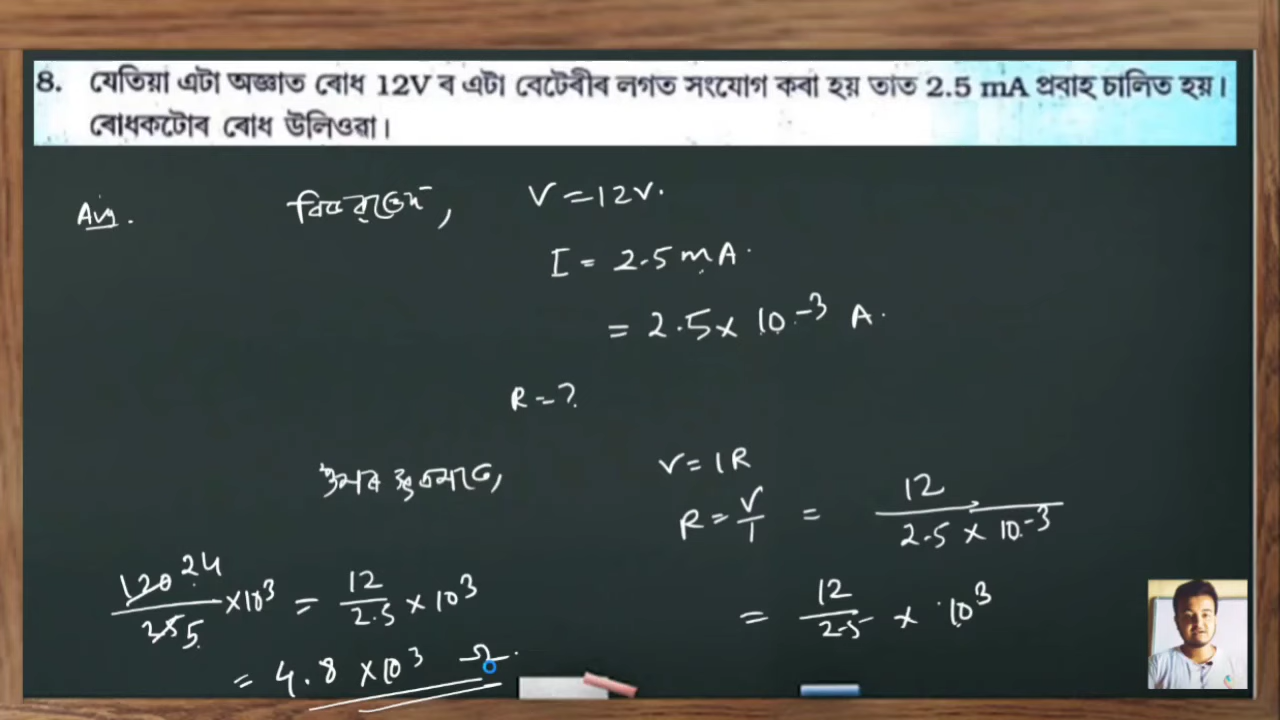 8. যেতিয়া এটা অজ্ঞাত ৰোধ 12V ৰ এটা বেটেৰীৰ লগত সংযোগ কৰা হয় তাত 2.5 mA প্ৰবাহ চালিত হয়।
ৰোধকটোৰ ৰোধ উলিওৱা।
V = 12V.
I = 2.5 mA.
= 2.5 × 10⁻³ A.
R = ?
V = IR
R = V/I = 12/(2.5 × 10⁻³)
= 12/2.5 × 10³
120 24/25 5 × 10³ = 12/2.5 × 10³
= 4.8 × 10³ Ω.